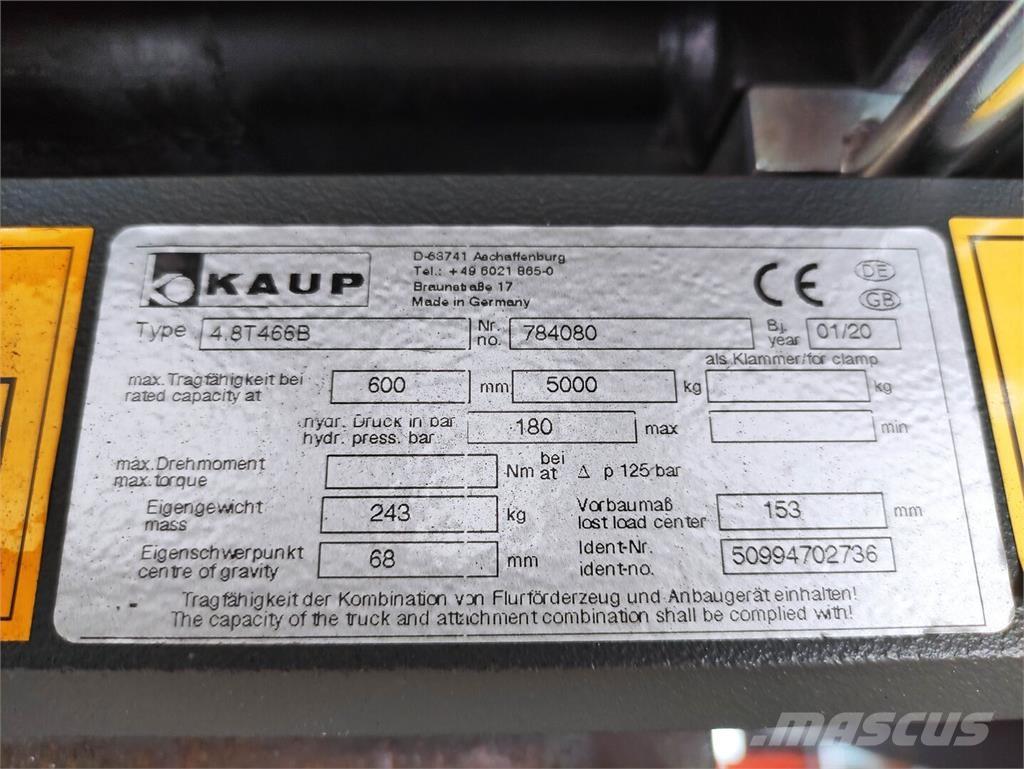 KAUP
D-63741 Aschaffenburg
Tel.: +49 6021 865-0
Braunstraße 17
Made in Germany
CE DE
GB
Type 4.8T466B Nr. no. 784080 Bj. year 01/20
als Klammer/for clamp
max. Tragfähigkeit bei
rated capacity at 600 mm 5000 kg kg
hydr. Druck in bar
hydr. press. bar 180 max min
max. Drehmoment
max. torque Nm bei at Δ p 125 bar
Eigengewicht
mass 243 kg Vorbaumaß
lost load center 153 mm
Eigenschwerpunkt
centre of gravity 68 mm Ident-Nr.
ident-no. 50994702736
Tragfähigkeit der Kombination von Flurförderzeug und Anbaugerät einhalten!
The capacity of the truck and attachment combination shall be complied with!
MASCUS